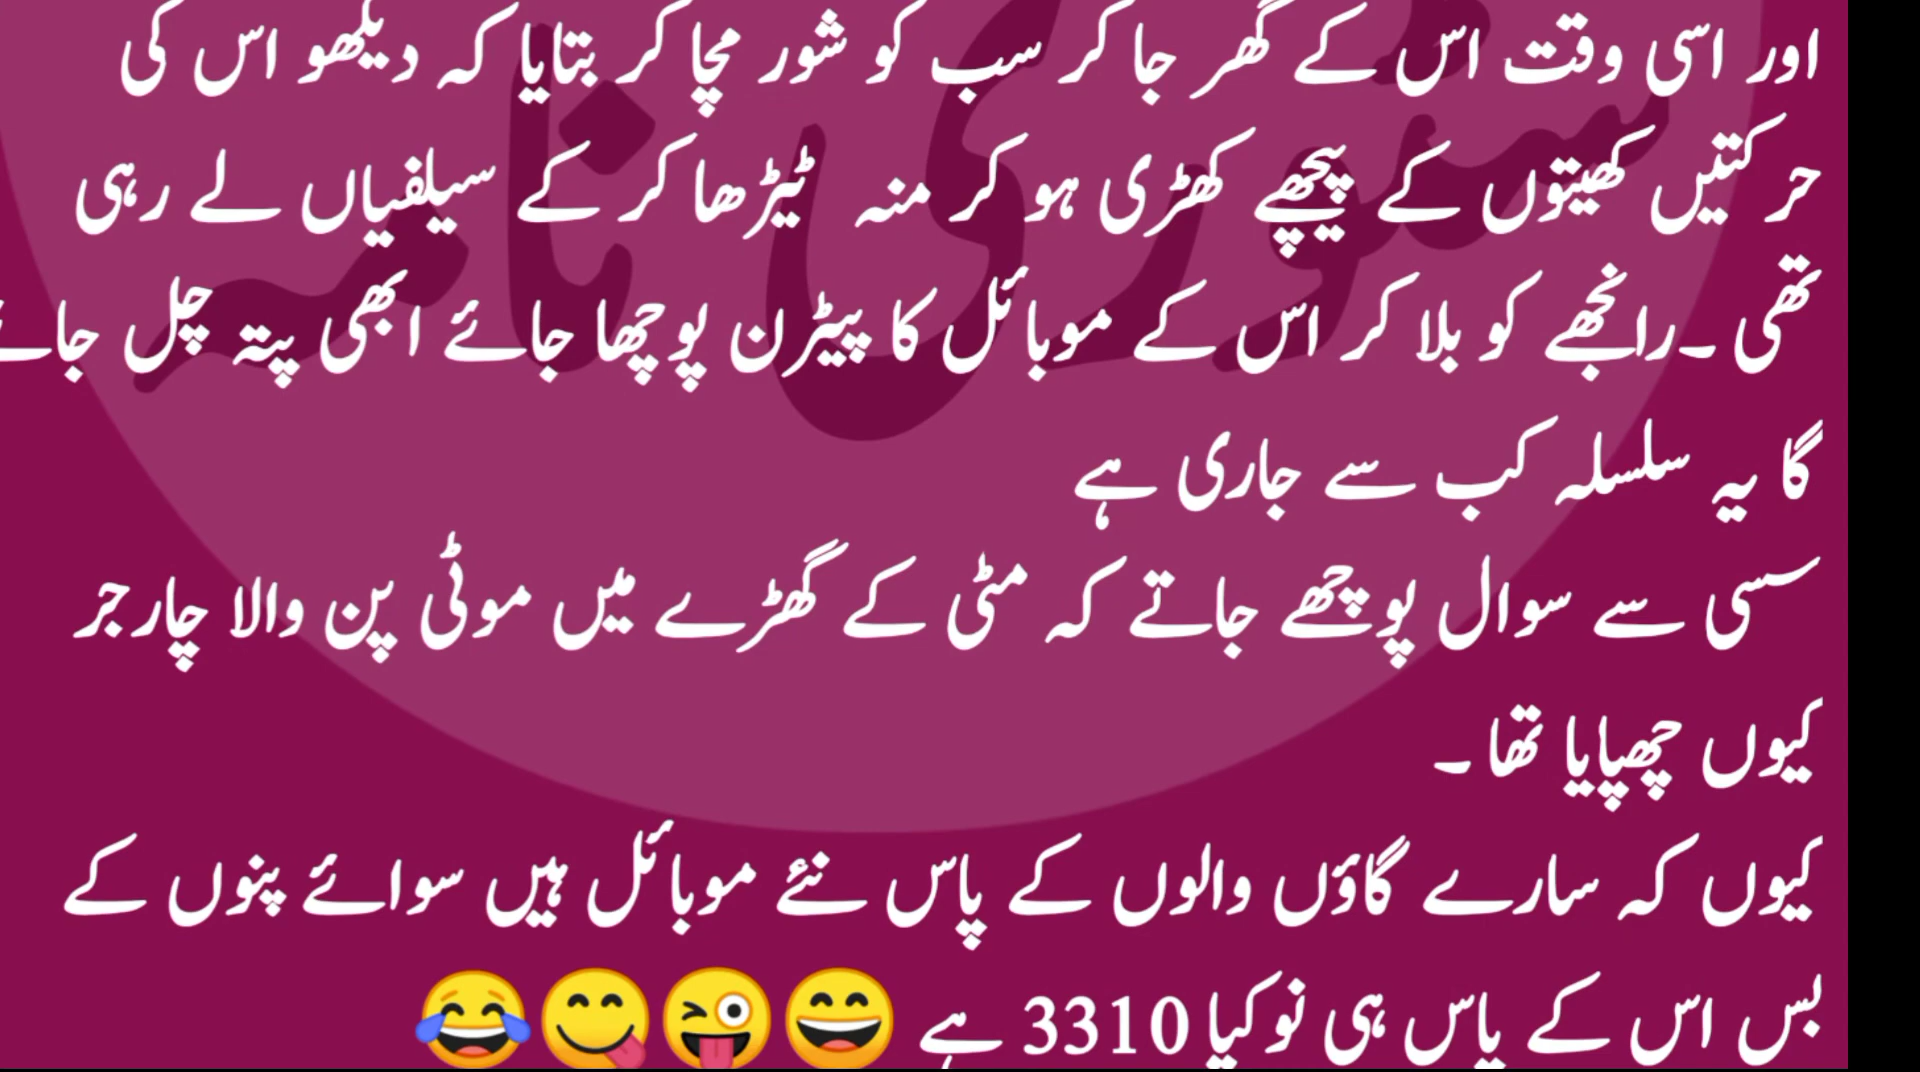 اور اسی وقت اس کے گھر جا کر سب کو شور مچا کر بتایا کہ دیکھو اس کی
حرکتیں کھیتوں کے پیچھے کھڑی ہو کر منہ ٹیڑھا کر کے سیلفیاں لے رہی
تھی ۔رانجھے کو بلا کر اس کے موبائل کا پیٹرن پوچھا جائے ابھی پتہ چل جائے
گا یہ سلسلہ کب سے جاری ہے
سسی سے سوال پوچھے جاتے کہ مٹی کے گھڑے میں موٹی پن والا چارجر
کیوں چھپایا تھا ۔
کیوں کہ سارے گاؤں والوں کے پاس نئے موبائل ہیں سوائے پنوں کے
بس اس کے پاس ہی نوکیا 3310 ہے 😄😜😋😂
ستوری نامہ